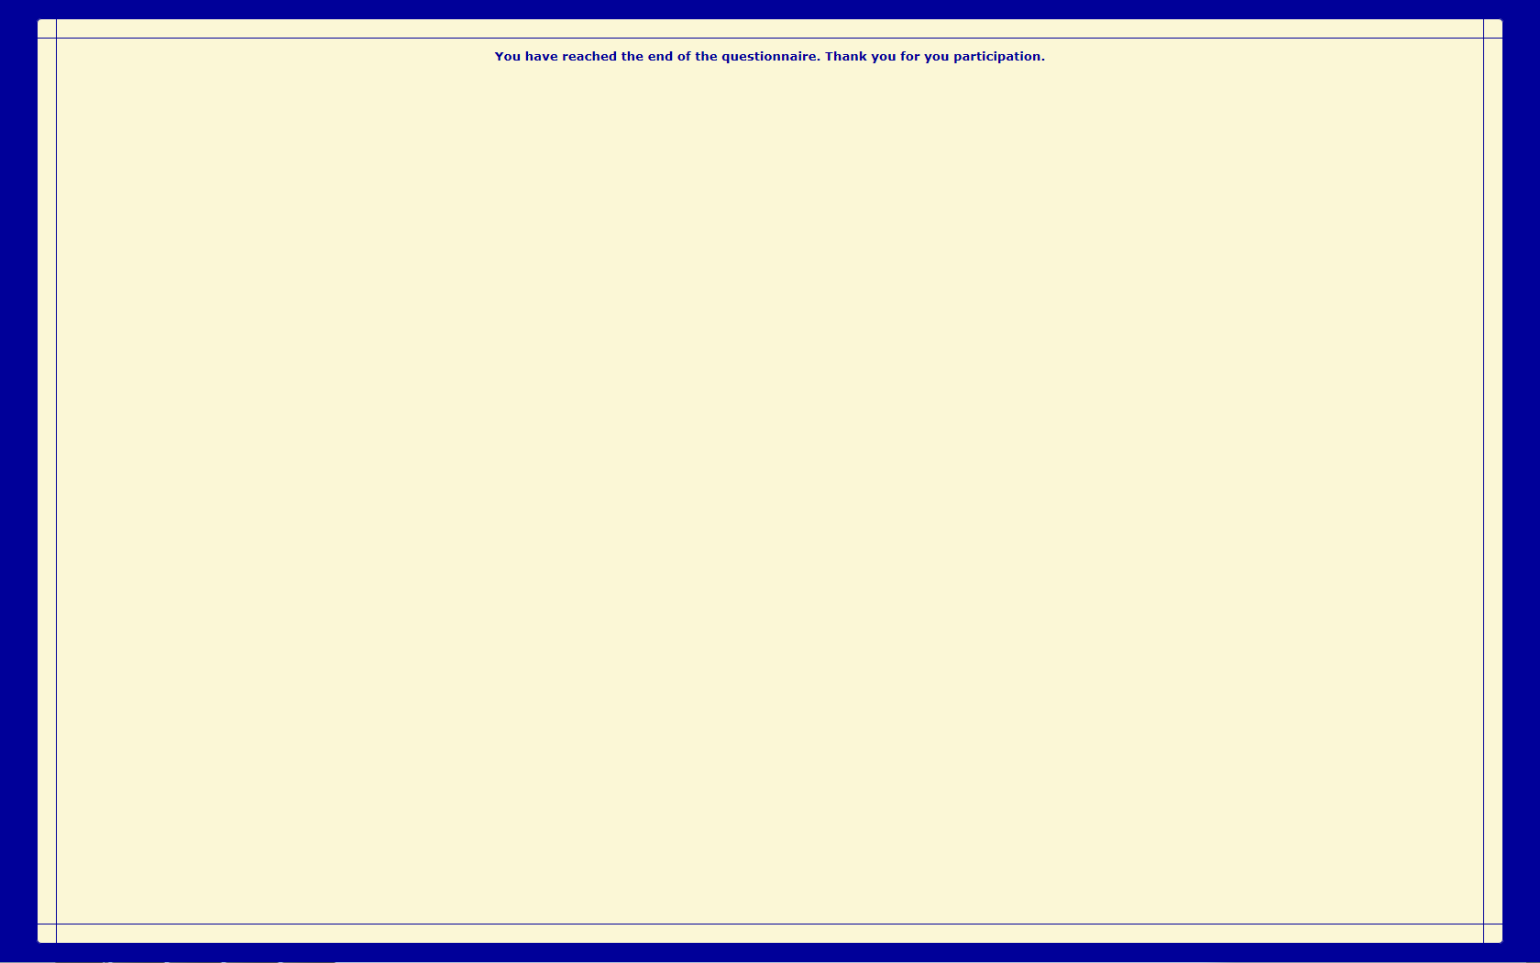 You have reached the end of the questionnaire. Thank you for you participation.